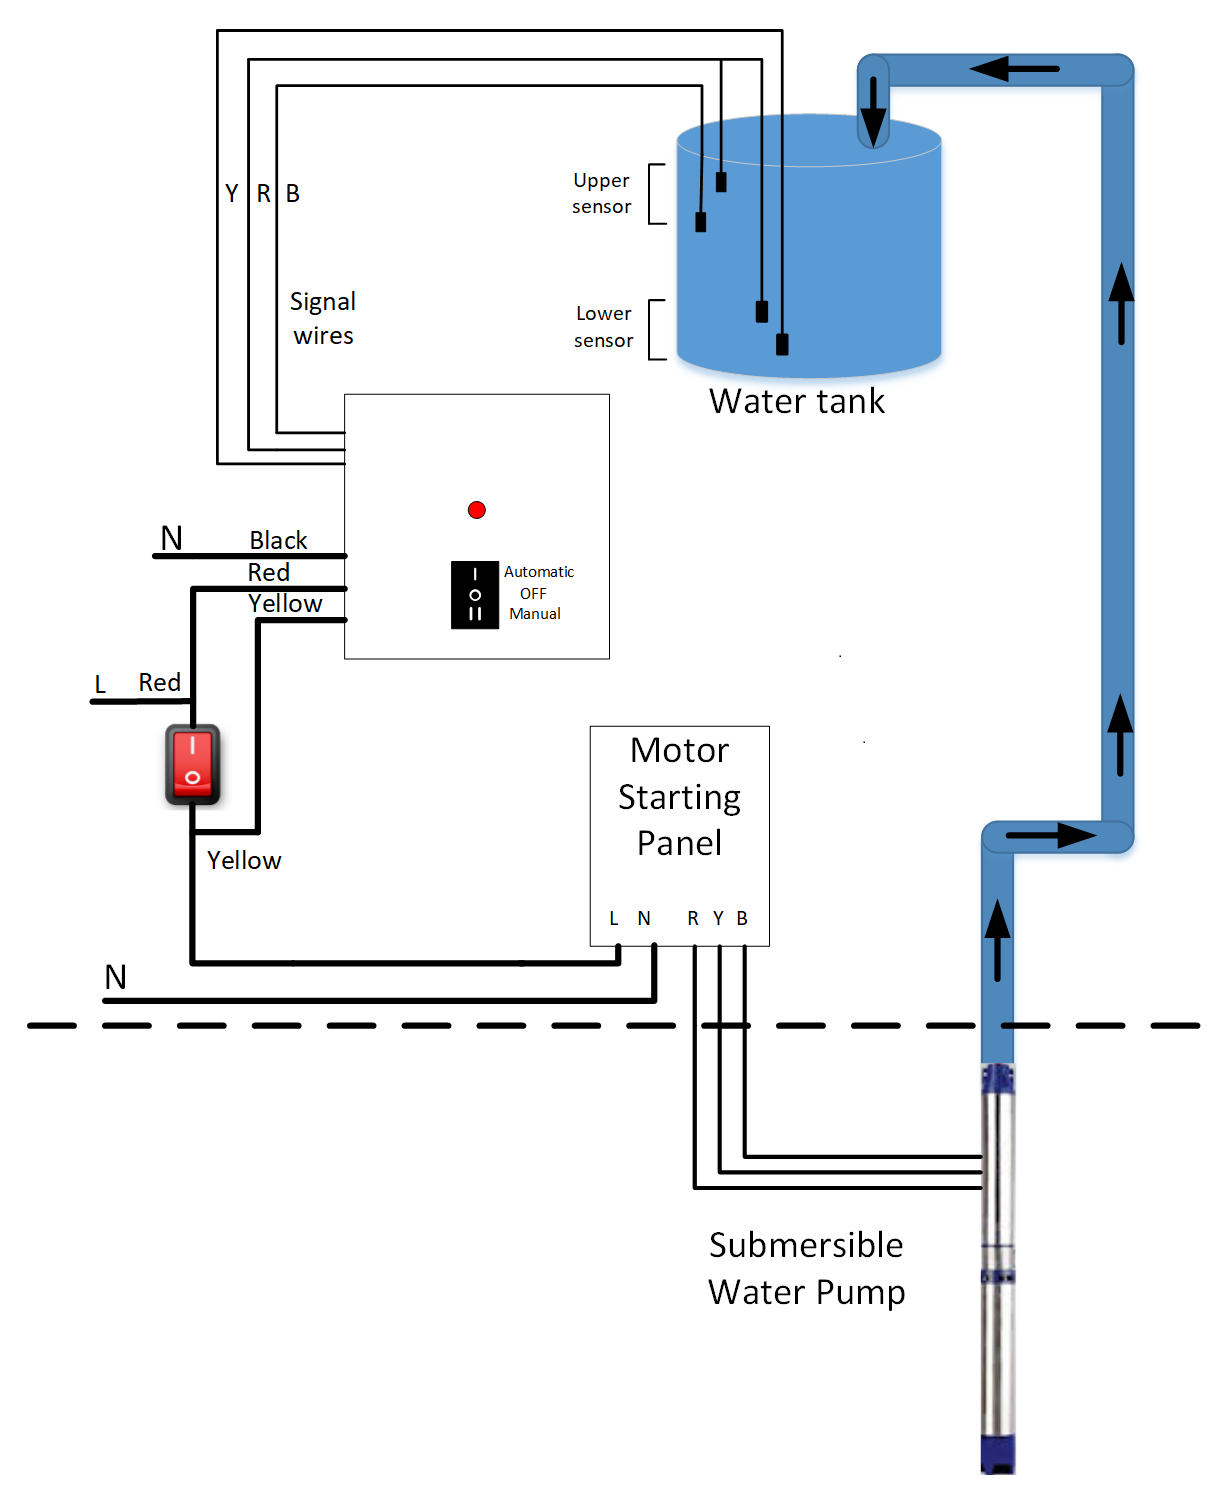 Y R B
Upper
sensor
Signal
wires
Lower
sensor
Water tank
N
Black
Red
Yellow
Automatic
OFF
Manual
L
Red
Yellow
Motor
Starting
Panel
L N R Y B
N
Submersible
Water Pump